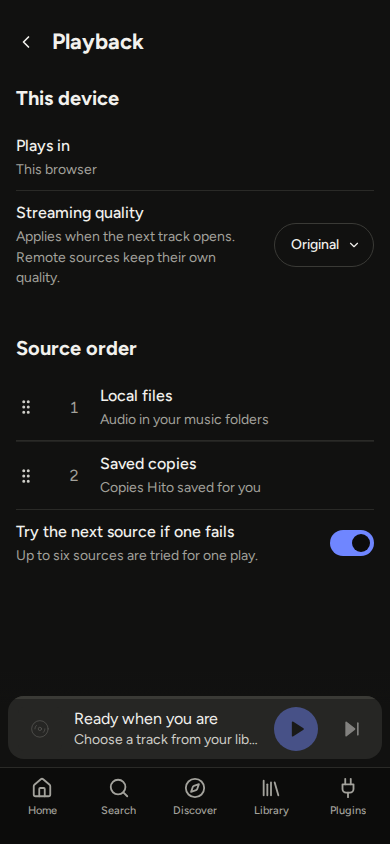 Playback
This device
Plays in
This browser
Streaming quality
Applies when the next track opens.
Remote sources keep their own
quality.
Original
Source order
1
Local files
Audio in your music folders
2
Saved copies
Copies Hito saved for you
Try the next source if one fails
Up to six sources are tried for one play.
Ready when you are
Choose a track from your lib...
Home
Search
Discover
Library
Plugins